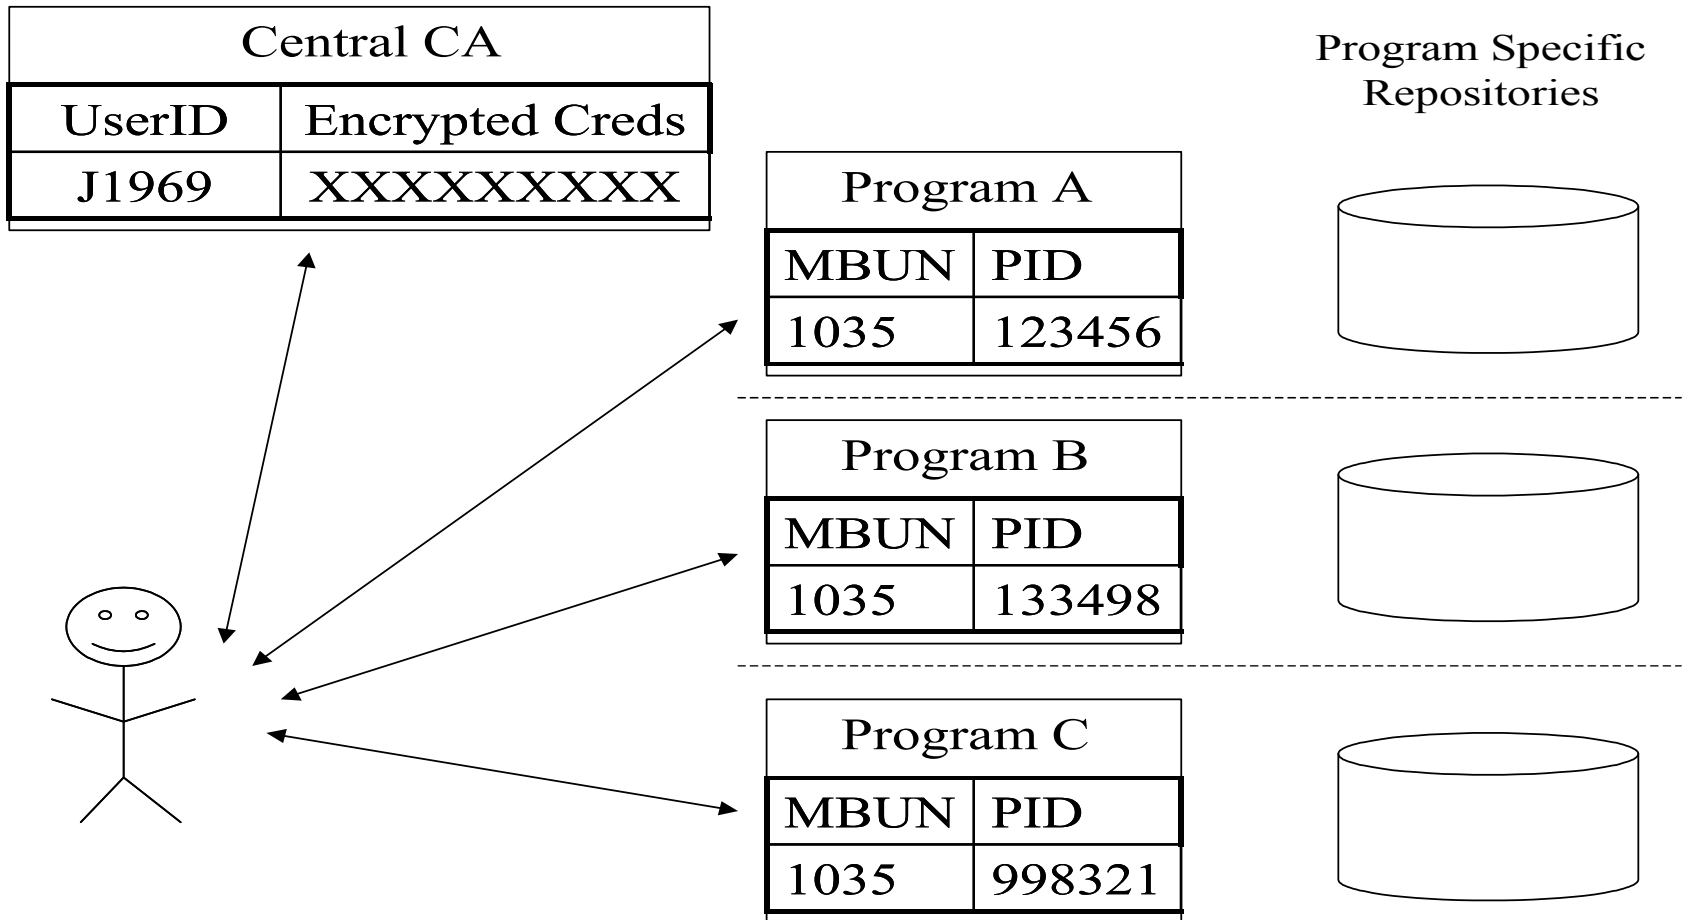 Central CA
UserID Encrypted Creds
J1969 XXXXXXXXX
Program Specific
Repositories
Program A
MBUN PID
1035 123456
Program B
MBUN PID
1035 133498
Program C
MBUN PID
1035 998321